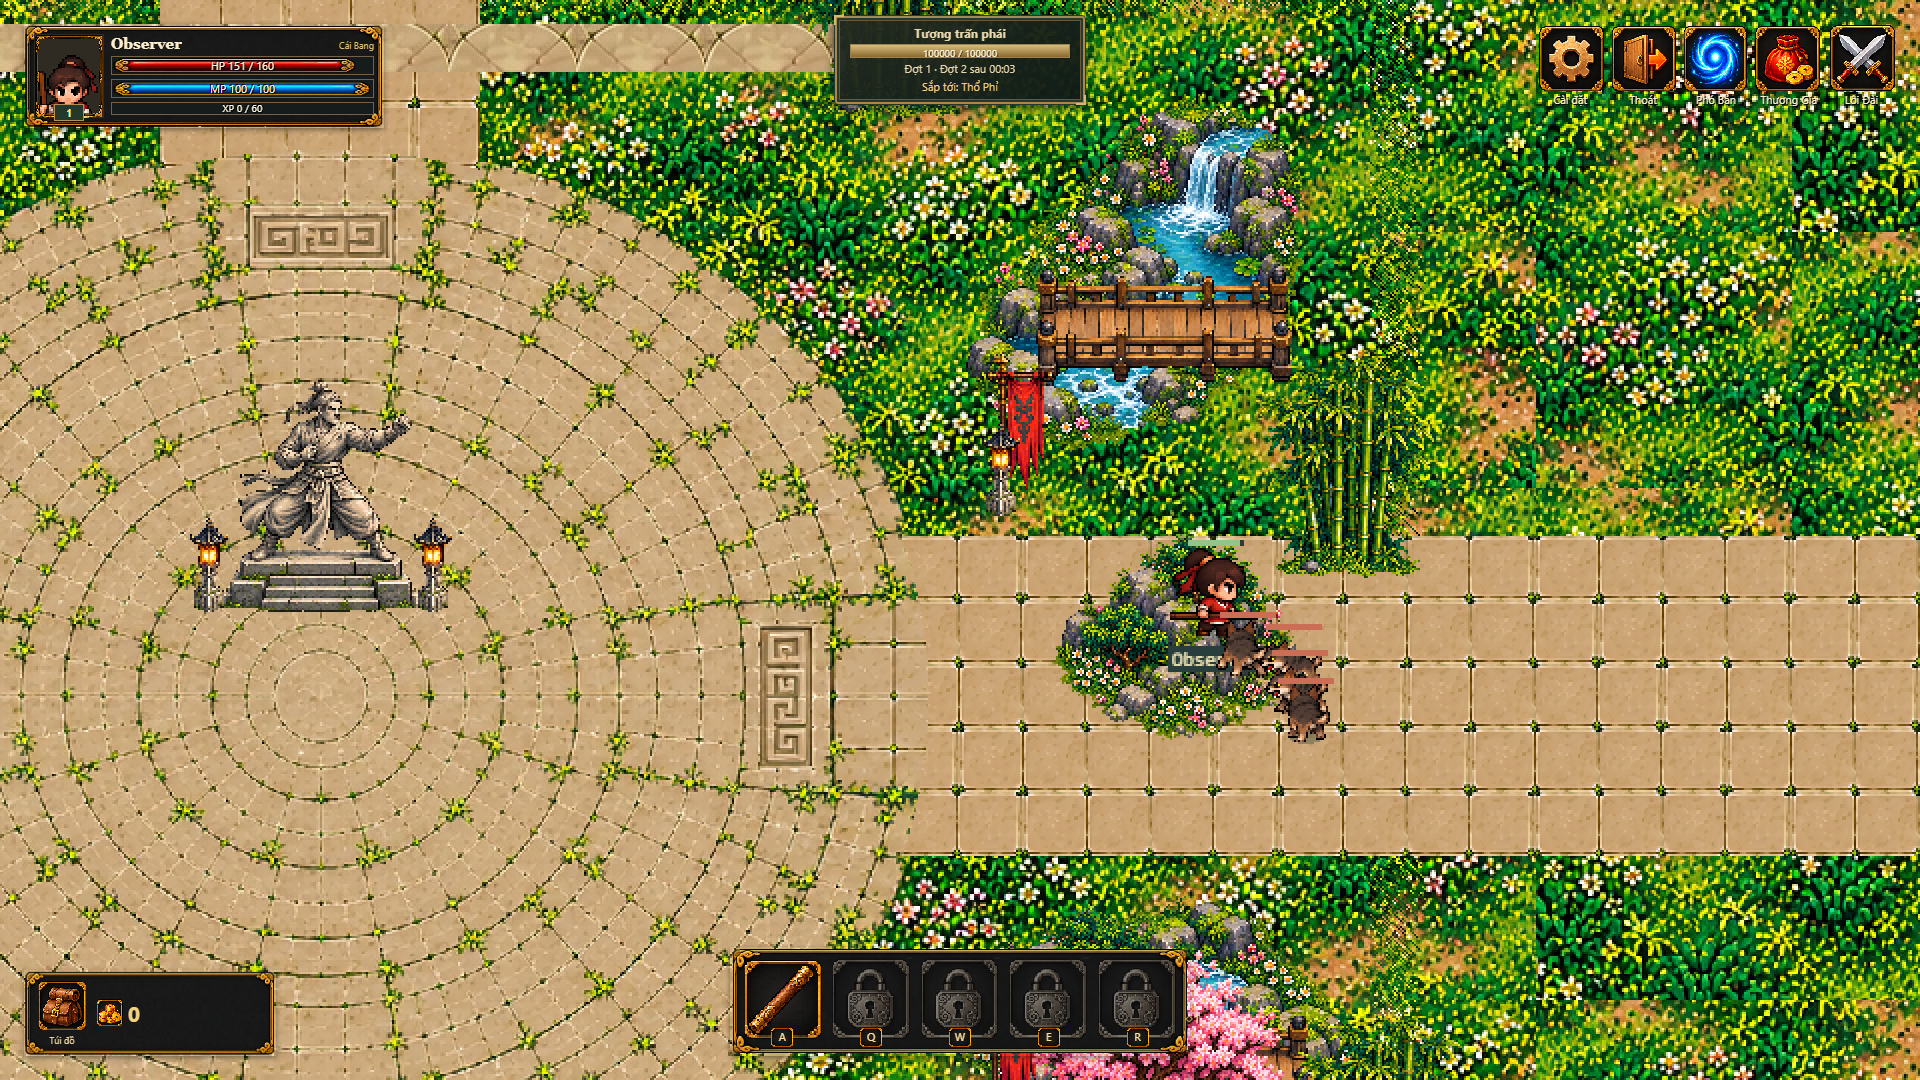 Observer
Cái Bang
HP 151 / 160
MP 100 / 100
XP 0 / 60
1
Tượng trấn phái
100000 / 100000
Đợt 1 · Đợt 2 sau 00:03
Sắp tới: Thổ Phỉ
Cài đặt
Thoát
Phó Bản
Thương Gia
Lôi Đài
Obse
0
Túi đồ
A
Q
W
E
R